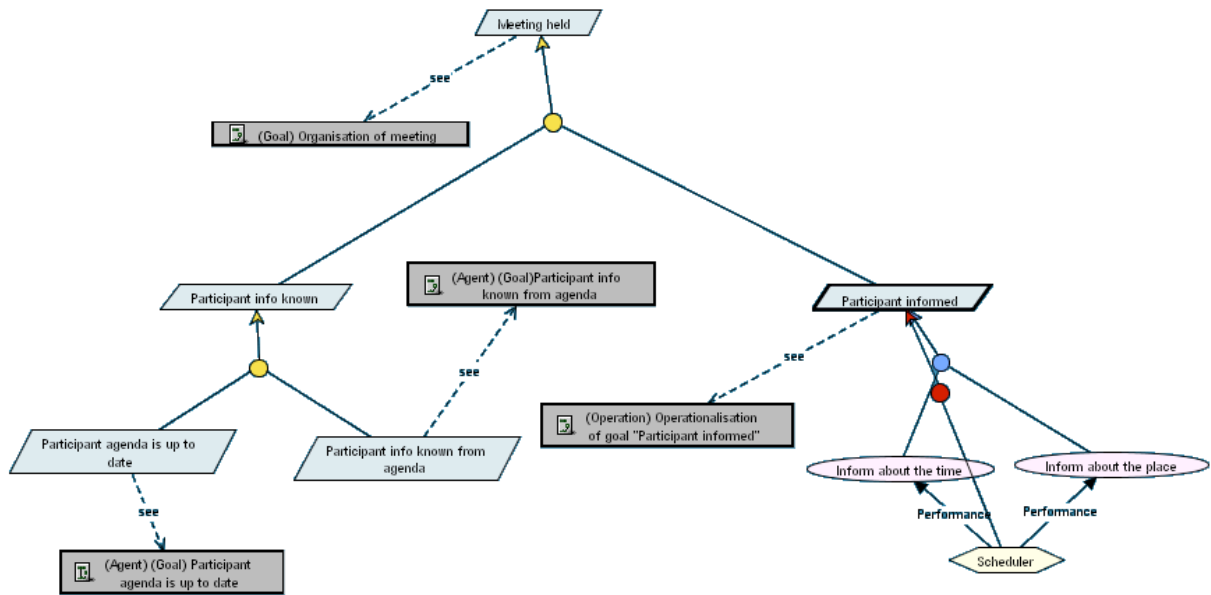 Meeting held
see
(Goal) Organisation of meeting
Participant info known
(Agent) (Goal)Participant info
known from agenda
Participant informed
see
see
(Operation) Operationalisation
of goal "Participant informed"
Participant agenda is up to
date
Participant info known from
agenda
Inform about the time
Inform about the place
see
Performance
Performance
(Agent) (Goal) Participant
agenda is up to date
Scheduler